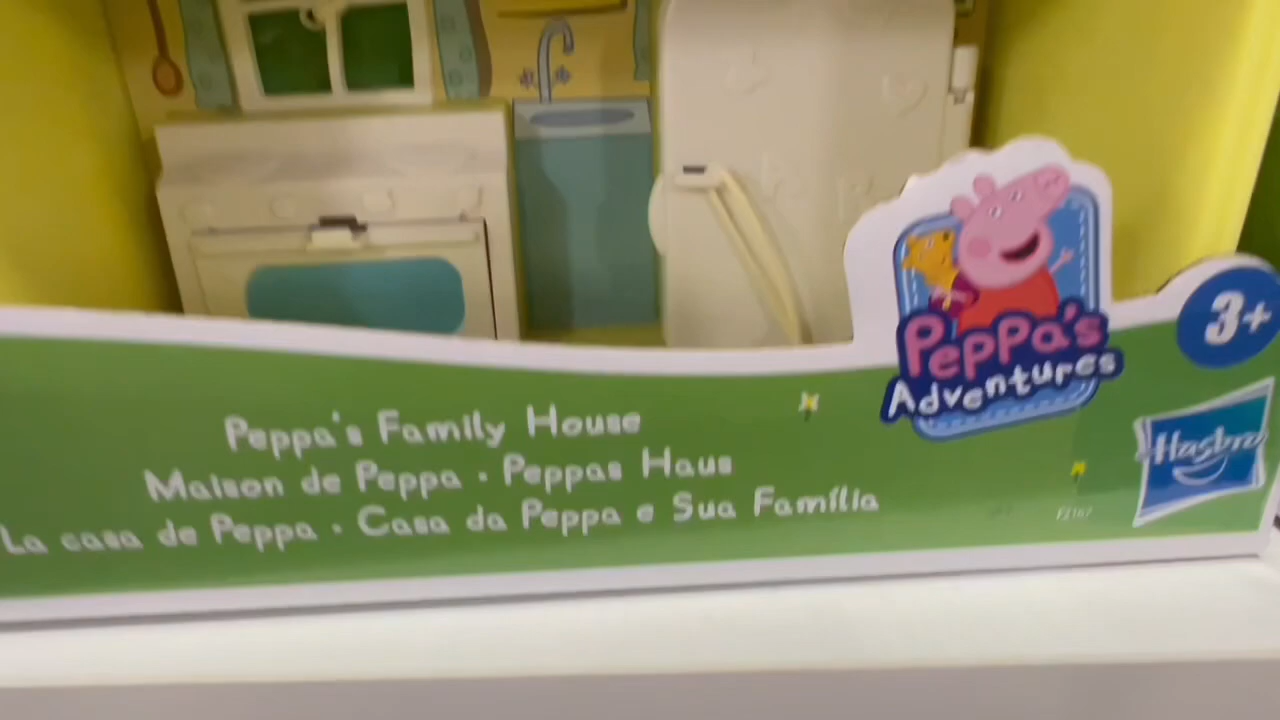 Peppa's
Adventures
3+
Hasbro
Peppa's Family House
Maison de Peppa · Peppas Haus
La casa de Peppa · Casa da Peppa e Sua Família
F2167